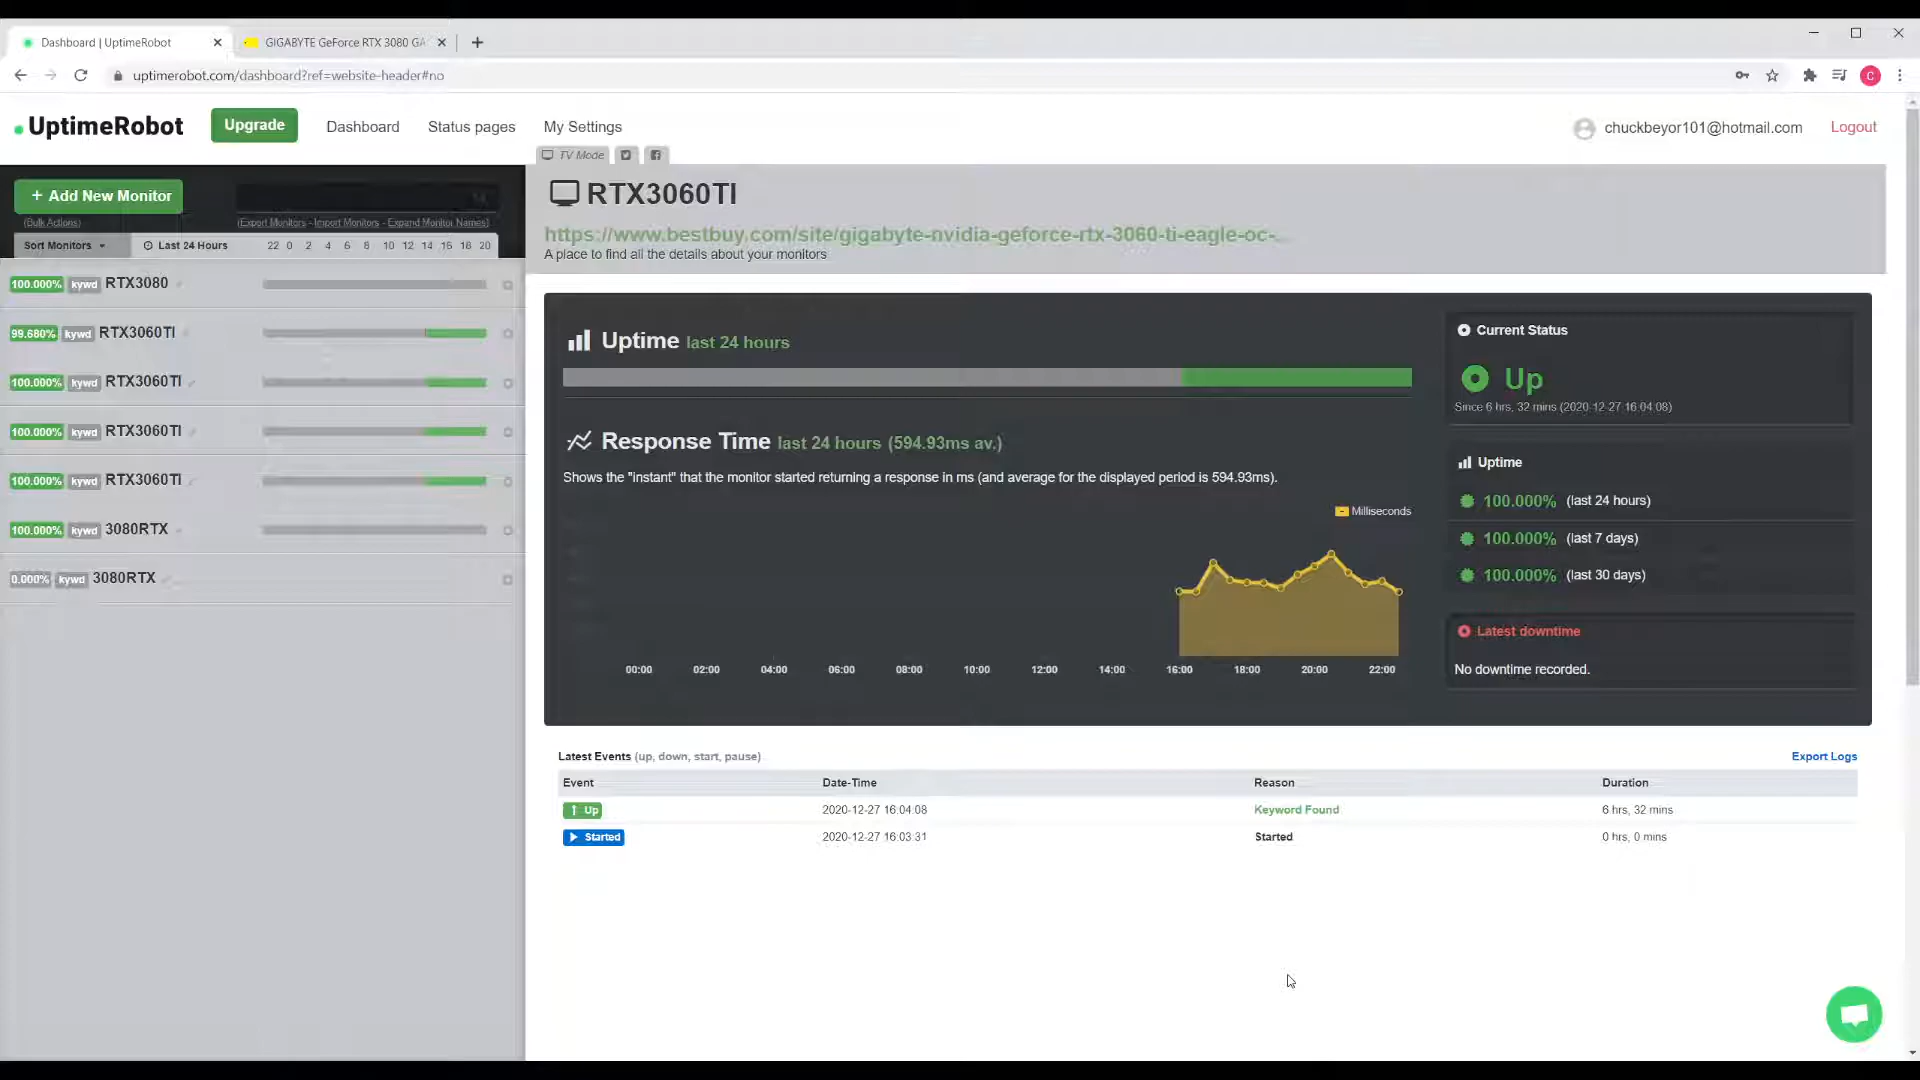 Dashboard | UptimeRobot
GIGABYTE GeForce RTX 3080 GA
uptimerobot.com/dashboard?ref=website-header#no
C
UptimeRobot
Upgrade
Dashboard
Status pages
My Settings
chuckbeyor101@hotmail.com
Logout
TV Mode
+ Add New Monitor
(Bulk Actions)
(Export Monitors - Import Monitors - Expand Monitor Names)
Sort Monitors
Last 24 Hours
22 0 2 4 6 8 10 12 14 16 18 20
100.000% kywd RTX3080
99.680% kywd RTX3060TI
100.000% kywd RTX3060TI
100.000% kywd RTX3060TI
100.000% kywd RTX3060TI
100.000% kywd 3080RTX
0.000% kywd 3080RTX
RTX3060TI
https://www.bestbuy.com/site/gigabyte-nvidia-geforce-rtx-3060-ti-eagle-oc-...
A place to find all the details about your monitors
Uptime last 24 hours
Response Time last 24 hours (594.93ms av.)
Shows the "instant" that the monitor started returning a response in ms (and average for the displayed period is 594.93ms).
Milliseconds
00:00 02:00 04:00 06:00 08:00 10:00 12:00 14:00 16:00 18:00 20:00 22:00
Current Status
Up
Since 6 hrs, 32 mins (2020-12-27 16:04:08)
Uptime
100.000% (last 24 hours)
100.000% (last 7 days)
100.000% (last 30 days)
Latest downtime
No downtime recorded.
Latest Events (up, down, start, pause)
Export Logs
Event Date-Time Reason Duration
Up 2020-12-27 16:04:08 Keyword Found 6 hrs, 32 mins
Started 2020-12-27 16:03:31 Started 0 hrs, 0 mins